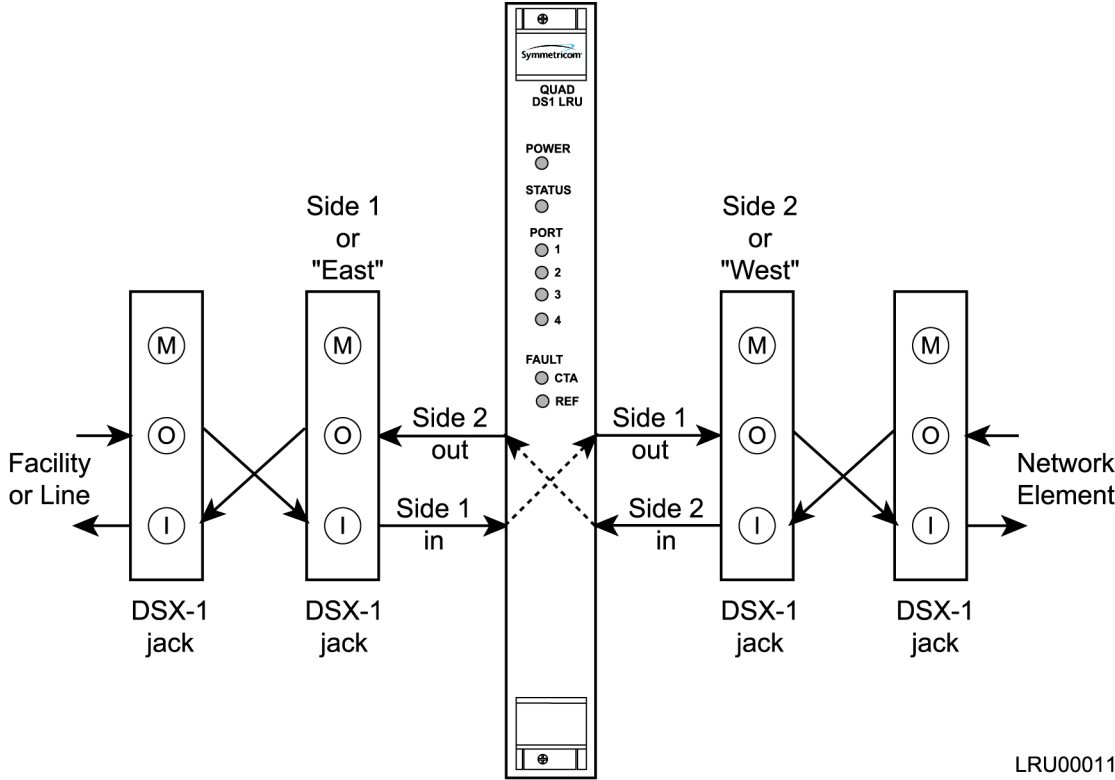 Symmetricom
QUAD
DS1 LRU
POWER
STATUS
PORT
1
2
3
4
FAULT
CTA
REF
Side 1
or
"East"
Side 2
or
"West"
M
O
I
M
O
I
M
O
I
M
O
I
Facility
or Line
Side 2
out
Side 1
in
Side 1
out
Side 2
in
Network
Element
DSX-1
jack
DSX-1
jack
DSX-1
jack
DSX-1
jack
LRU00011